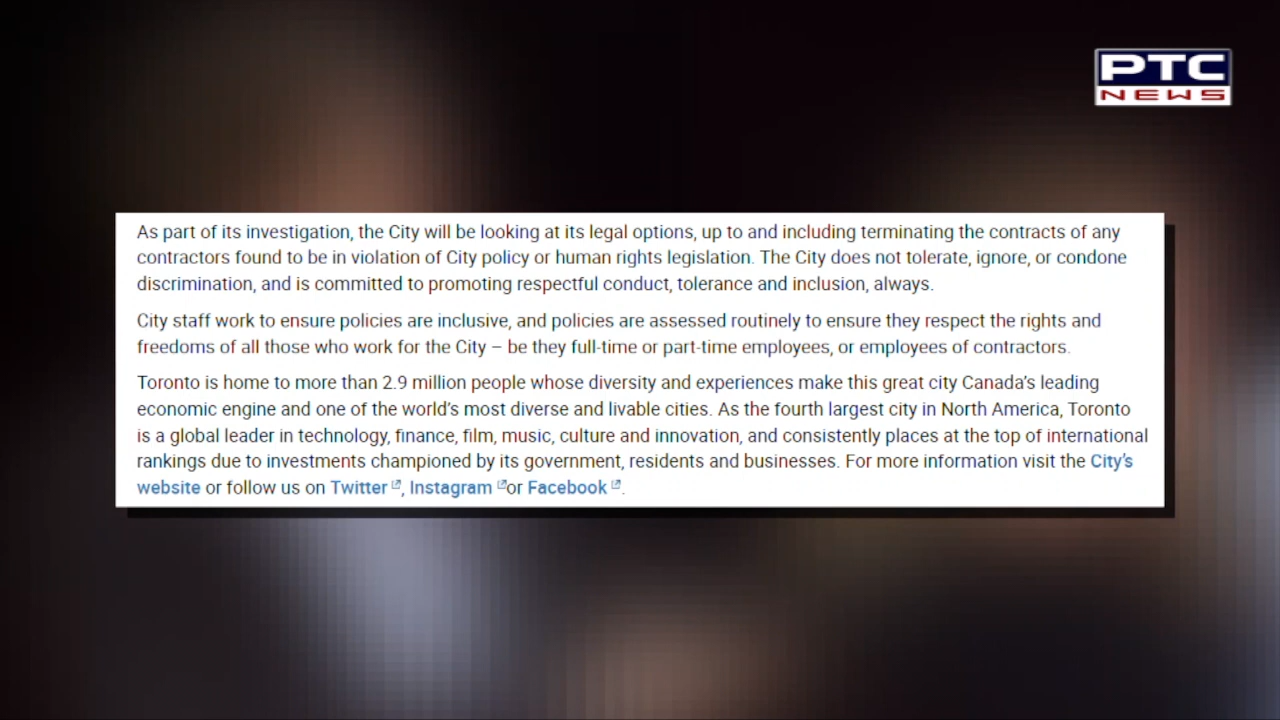 PTC
NEWS
As part of its investigation, the City will be looking at its legal options, up to and including terminating the contracts of any
contractors found to be in violation of City policy or human rights legislation. The City does not tolerate, ignore, or condone
discrimination, and is committed to promoting respectful conduct, tolerance and inclusion, always.
City staff work to ensure policies are inclusive, and policies are assessed routinely to ensure they respect the rights and
freedoms of all those who work for the City – be they full-time or part-time employees, or employees of contractors.
Toronto is home to more than 2.9 million people whose diversity and experiences make this great city Canada's leading
economic engine and one of the world's most diverse and livable cities. As the fourth largest city in North America, Toronto
is a global leader in technology, finance, film, music, culture and innovation, and consistently places at the top of international
rankings due to investments championed by its government, residents and businesses. For more information visit the City's
website or follow us on Twitter, Instagram or Facebook.